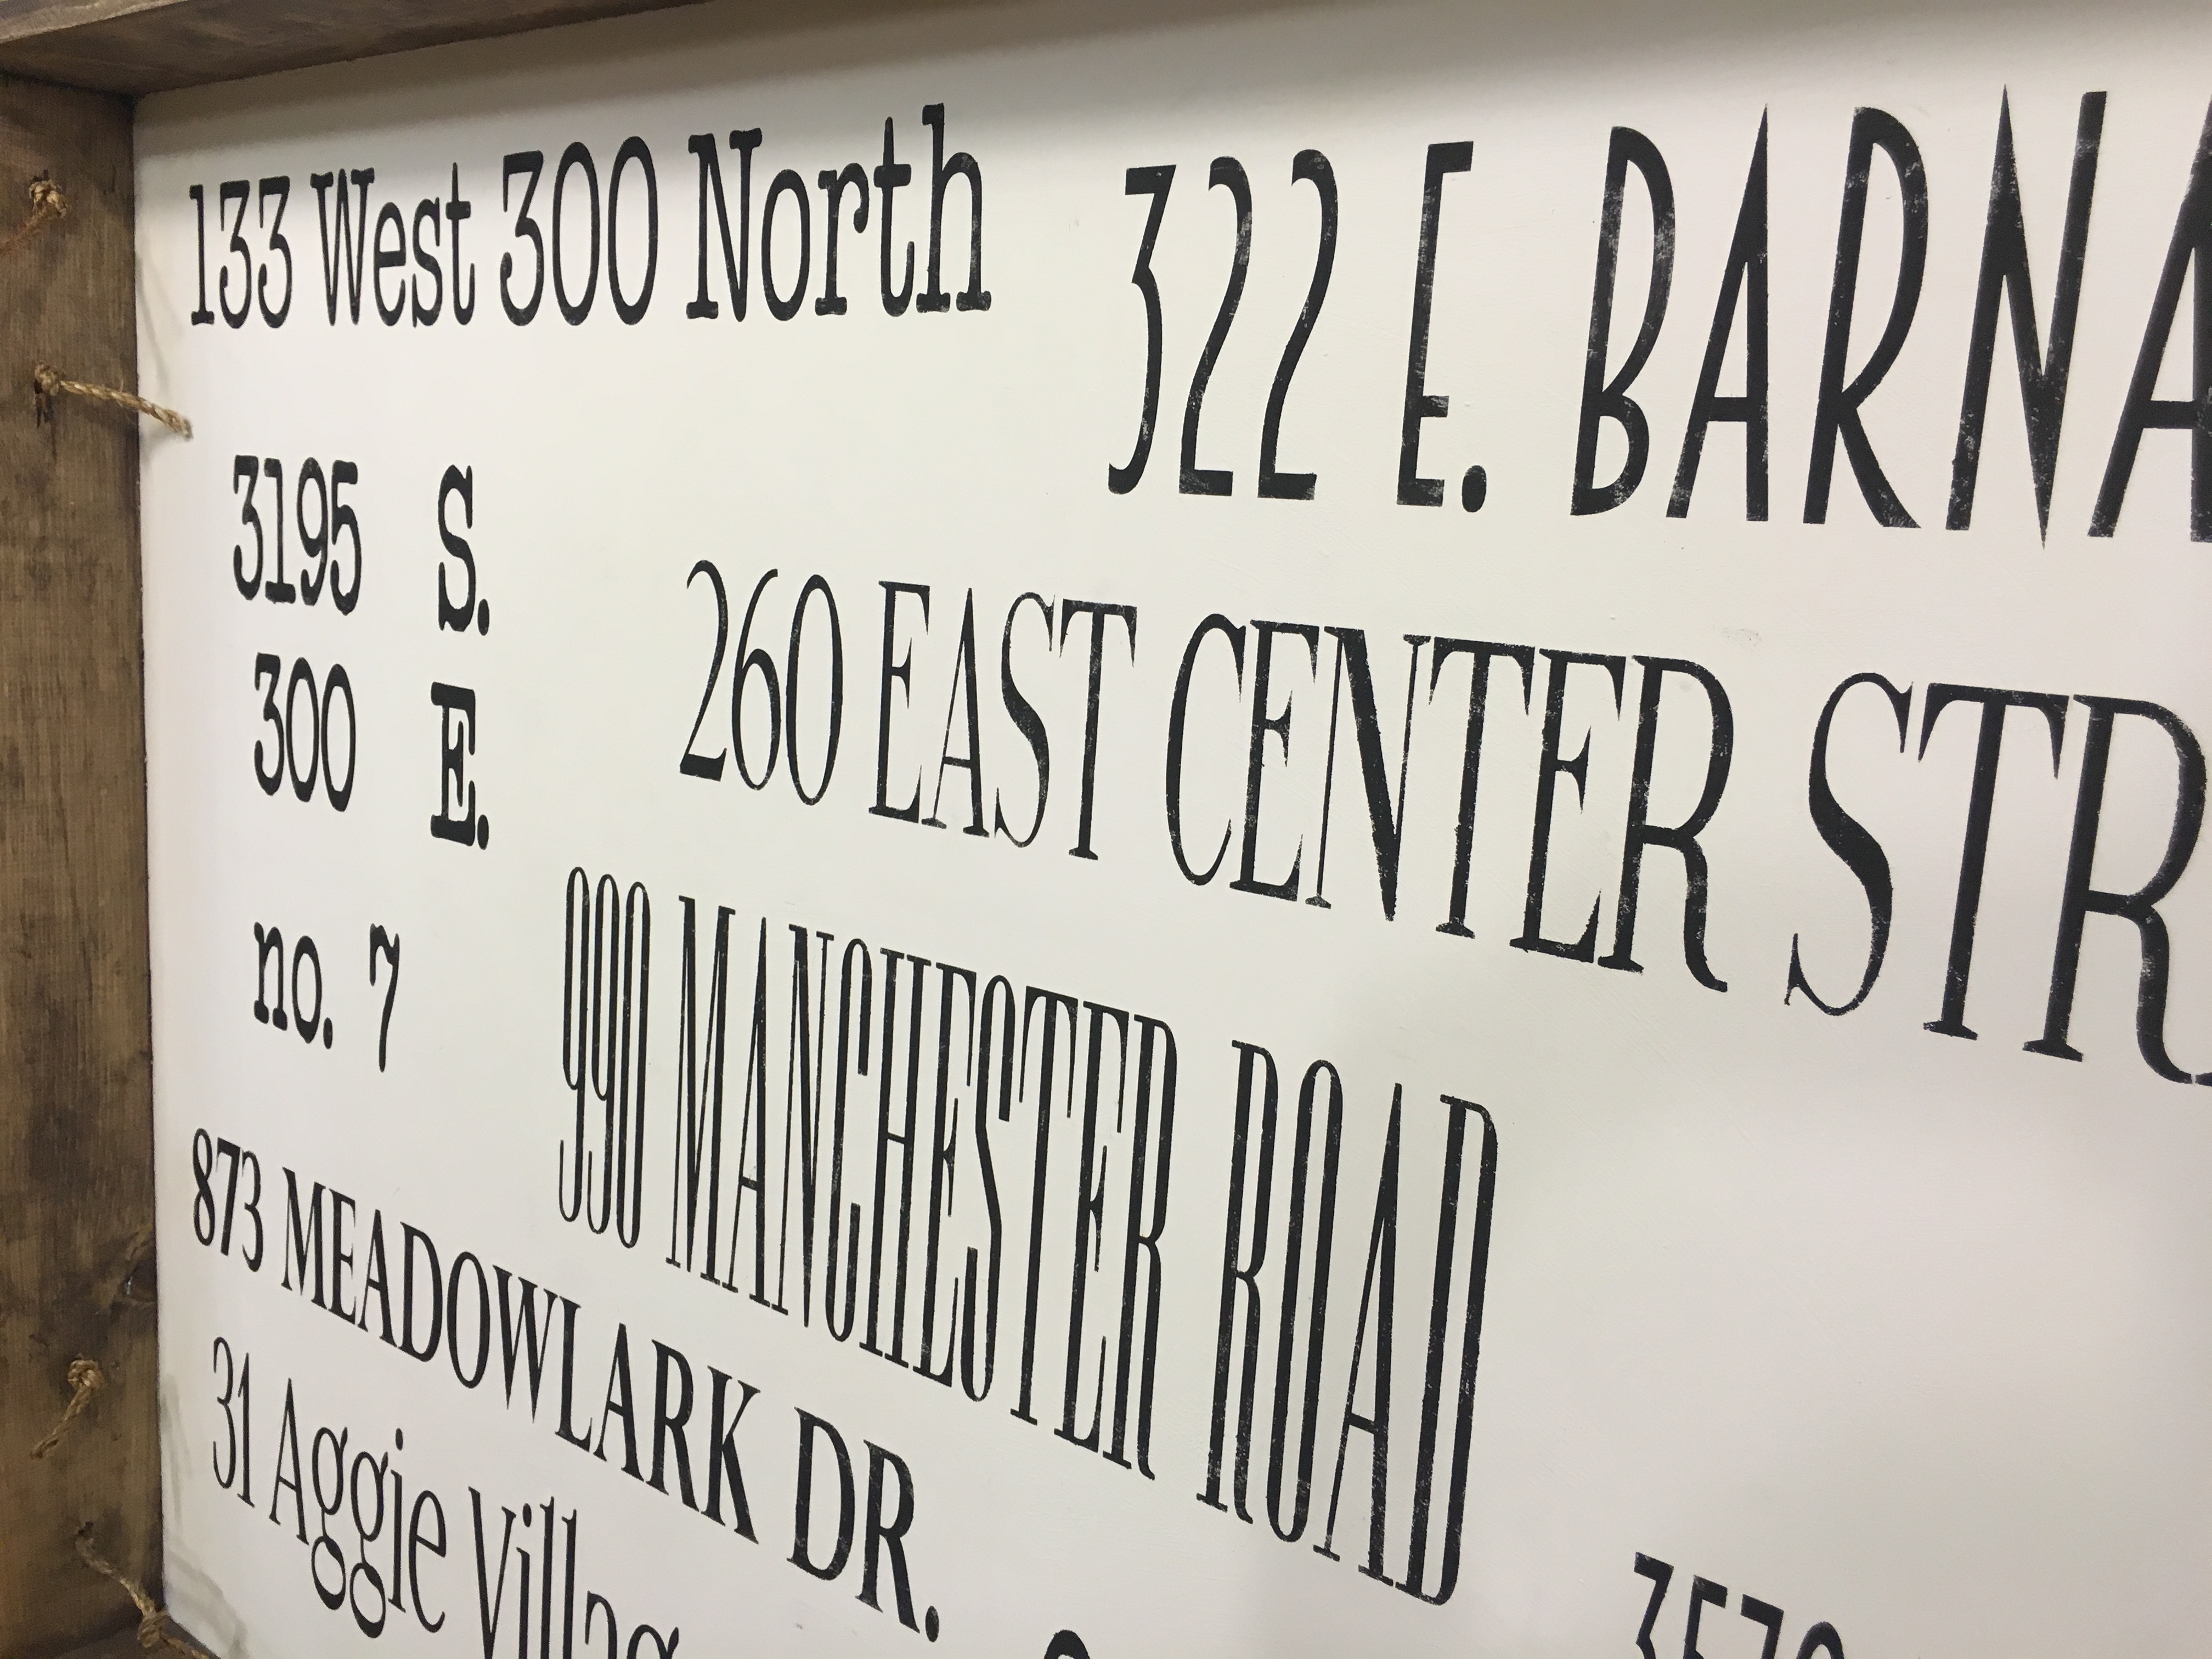 133 West 300 North
322 E. BARNA
3195 S.
300 E.
no. 7
260 EAST CENTER STR
990 MANCHESTER ROAD
873 MEADOWLARK DR.
31 Aggie Villag